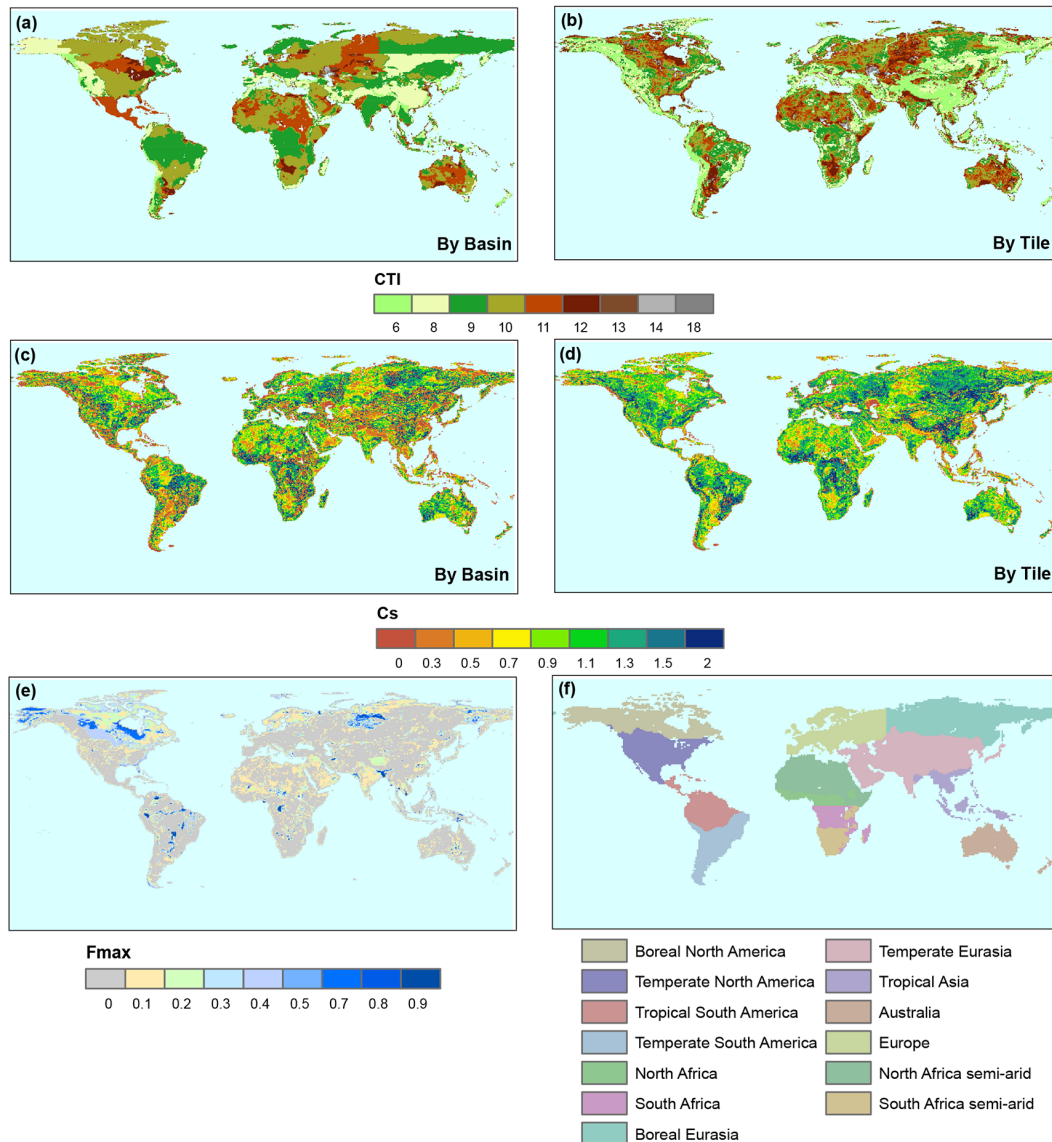 (a)
(b)
By Basin
By Tile
CTI
6 8 9 10 11 12 13 14 18
(c)
(d)
By Basin
By Tile
Cs
0 0.3 0.5 0.7 0.9 1.1 1.3 1.5 2
(e)
(f)
Fmax
0 0.1 0.2 0.3 0.4 0.5 0.7 0.8 0.9
Boreal North America
Temperate North America
Tropical South America
Temperate South America
North Africa
South Africa
Boreal Eurasia
Temperate Eurasia
Tropical Asia
Australia
Europe
North Africa semi-arid
South Africa semi-arid